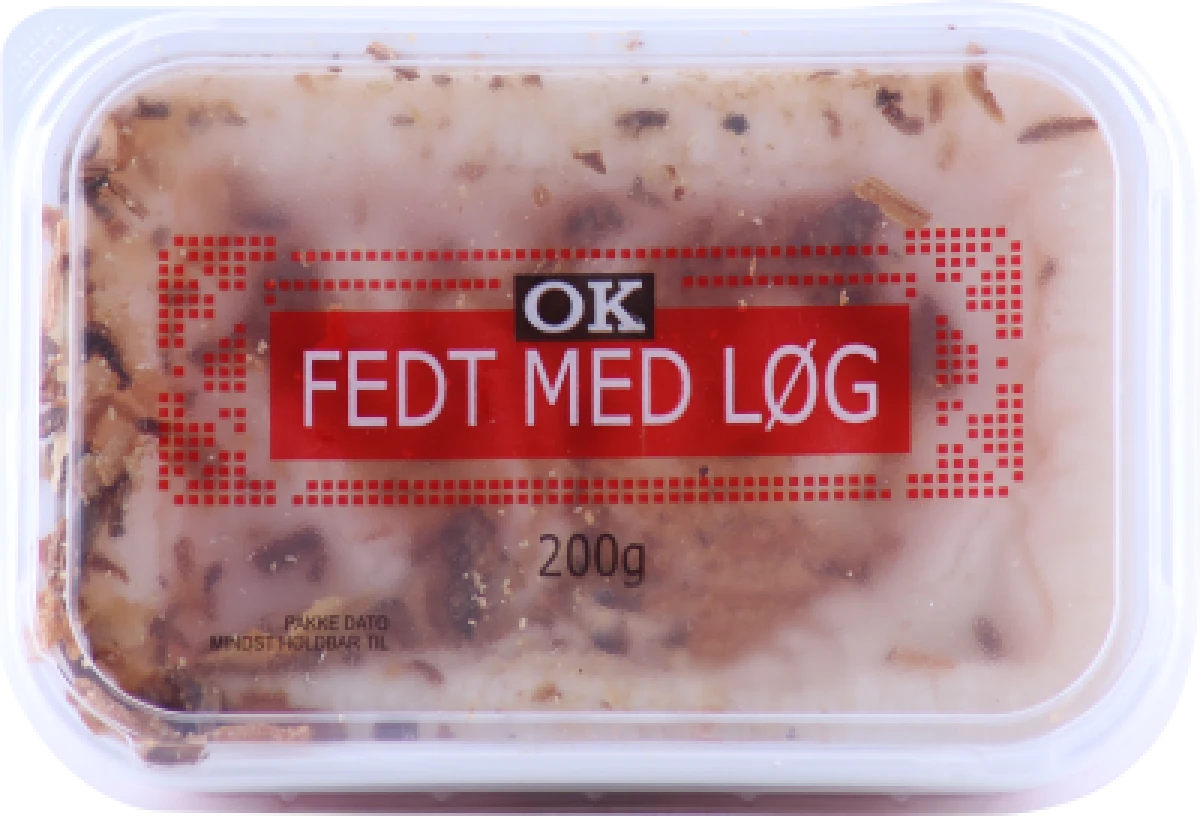 OK
FEDT MED LØG
200g
PAKKE DATO
MINDST HOLDBAR TIL